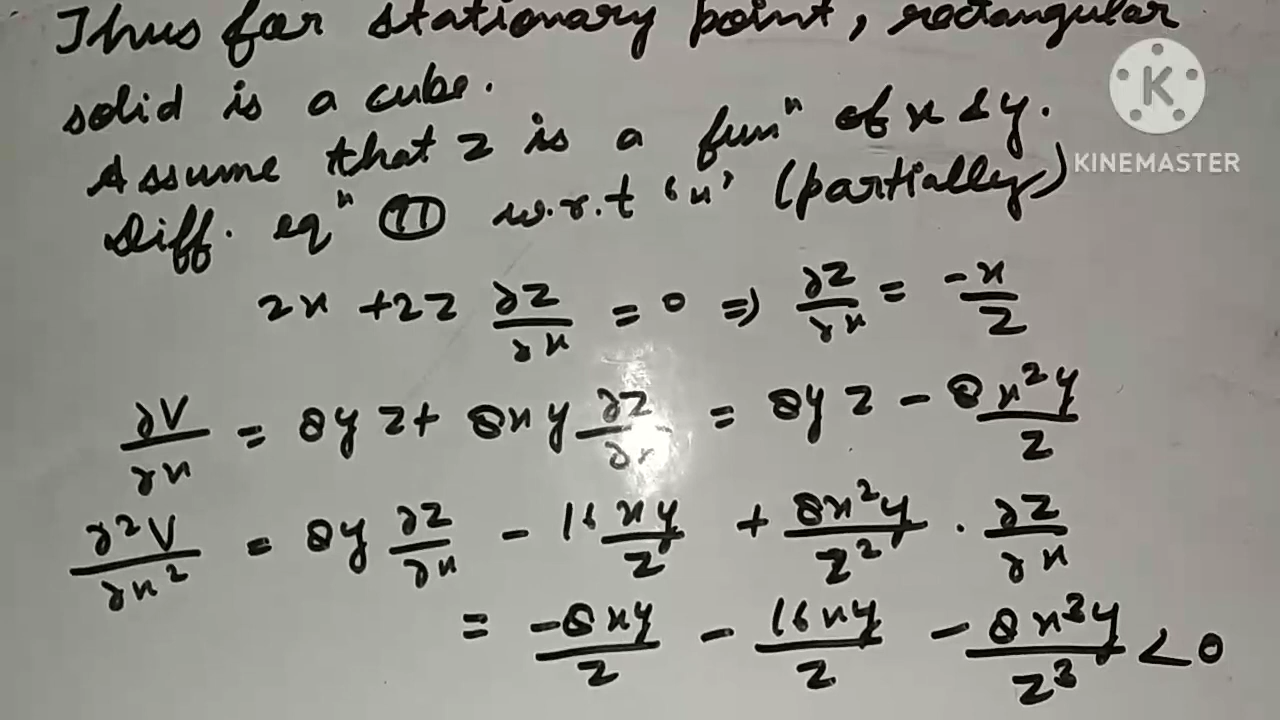 Thus for stationary point, rectangular
solid is a cube.
K
KINEMASTER
Assume that z is a funⁿ of x & y.
Diff. eqⁿ (II) w.r.t 'x' (partially)
2x + 2z ∂z/∂x = 0 ⇒ ∂z/∂x = -x/z
∂V/∂x = 8yz + 8xy ∂z/∂x = 8yz - 8x²y/z
∂²V/∂x² = 8y ∂z/∂x - 16xy/z + 8x²y/z² · ∂z/∂x
= -8xy/z - 16xy/z - 8x³y/z³ < 0